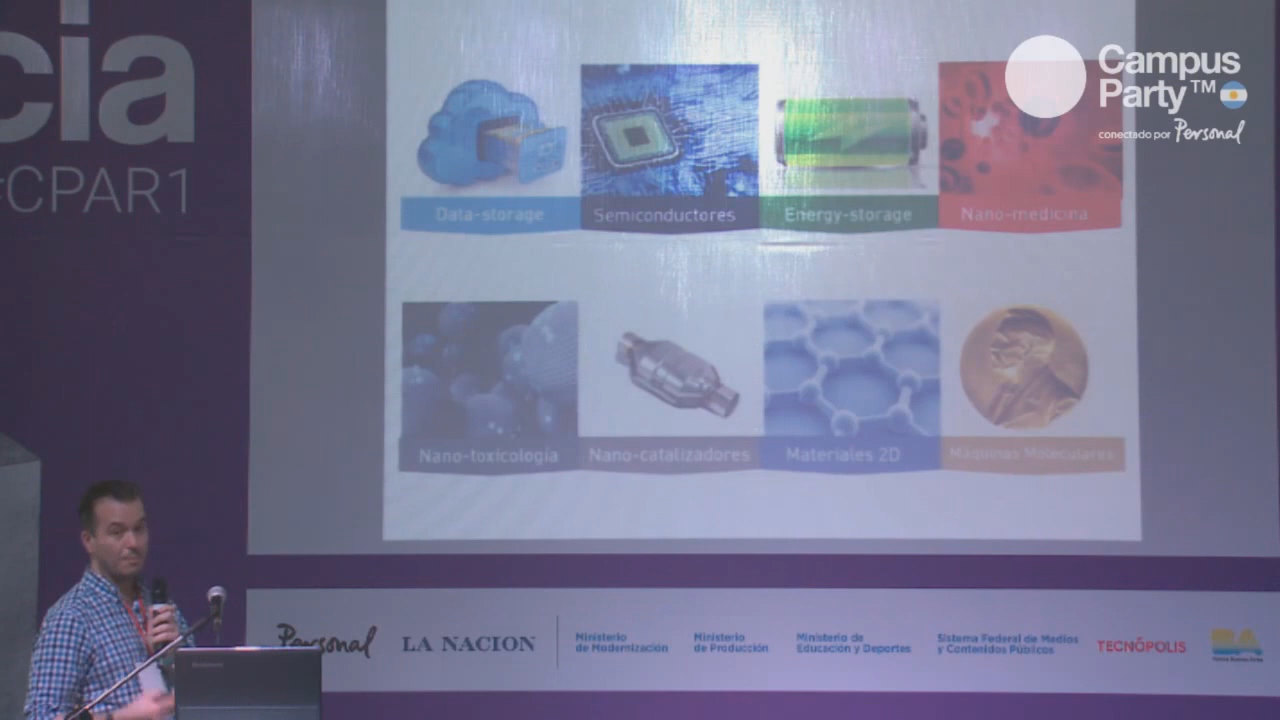 cia
#CPAR1
Campus
Party™
conectado por Personal
Data-storage
Semiconductores
Energy-storage
Nano-medicina
Nano-toxicología
Nano-catalizadores
Materiales 2D
Máquinas Moleculares
Personal
LA NACION
Ministerio
de Modernización
Ministerio
de Producción
Ministerio de
Educación y Deportes
Sistema Federal de Medios
y Contenidos Públicos
TECNÓPOLIS
BA